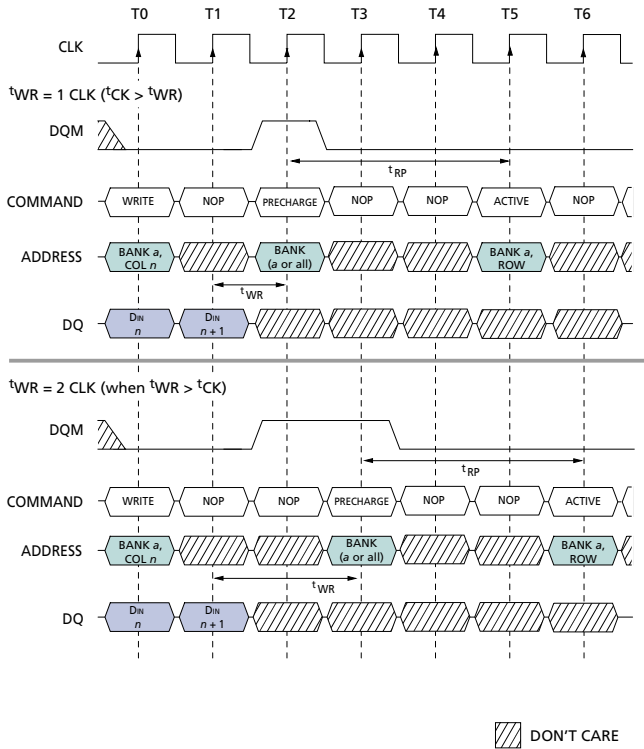 T0 T1 T2 T3 T4 T5 T6
CLK
tWR = 1 CLK (tCK > tWR)
DQM
tRP
COMMAND WRITE NOP PRECHARGE NOP NOP ACTIVE NOP
ADDRESS BANK a, COL n BANK (a or all) BANK a, ROW
tWR
DQ DIN n DIN n + 1
tWR = 2 CLK (when tWR > tCK)
DQM
tRP
COMMAND WRITE NOP NOP PRECHARGE NOP NOP ACTIVE
ADDRESS BANK a, COL n BANK (a or all) BANK a, ROW
tWR
DQ DIN n DIN n + 1
DON'T CARE